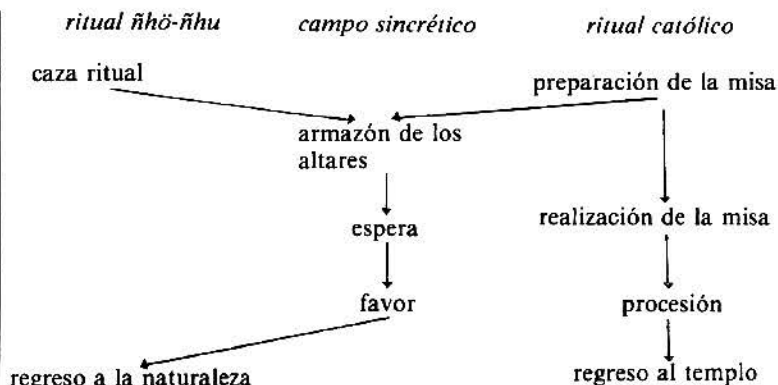 ritual ñhö-ñhu campo sincrético ritual católico
caza ritual
preparación de la misa
armazón de los
altares
espera
realización de la misa
favor
procesión
regreso a la naturaleza
regreso al templo